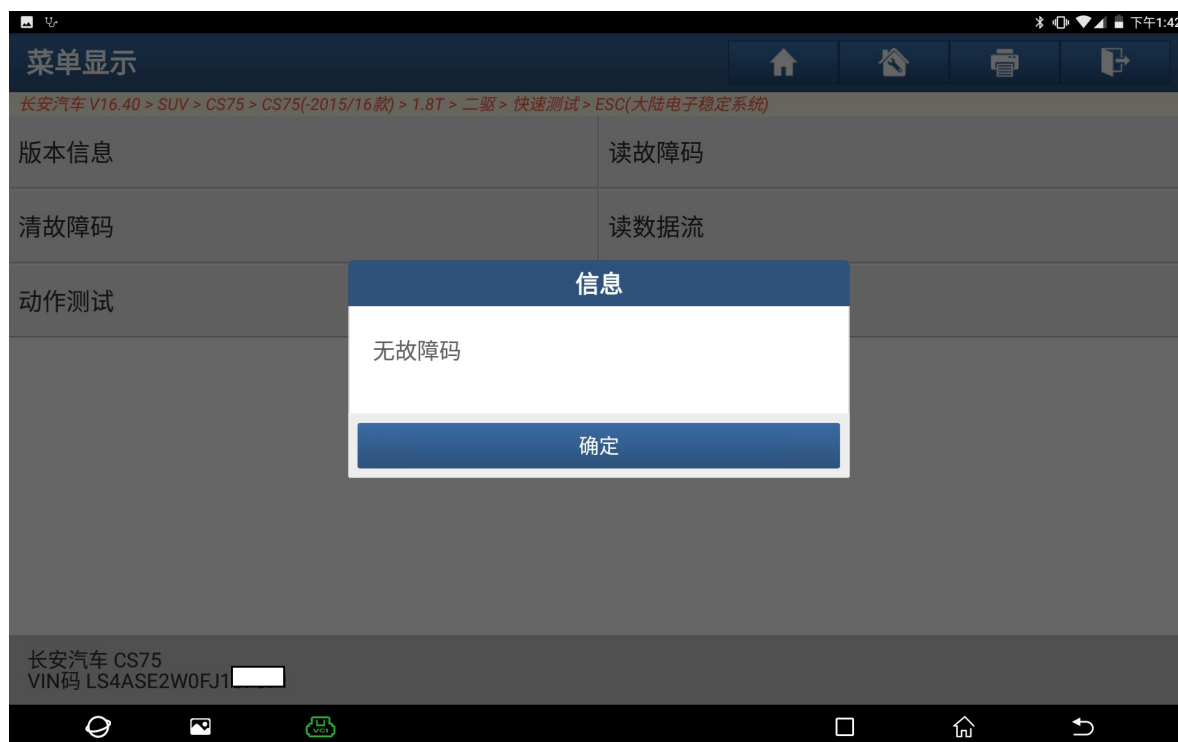 下午1:42
菜单显示
长安汽车 V16.40 > SUV > CS75 > CS75(-2015/16款) > 1.8T > 二驱 > 快速测试 > ESC(大陆电子稳定系统)
版本信息
读故障码
清故障码
读数据流
动作测试
信息
无故障码
确定
长安汽车 CS75
VIN码 LS4ASE2W0FJ1
VCI